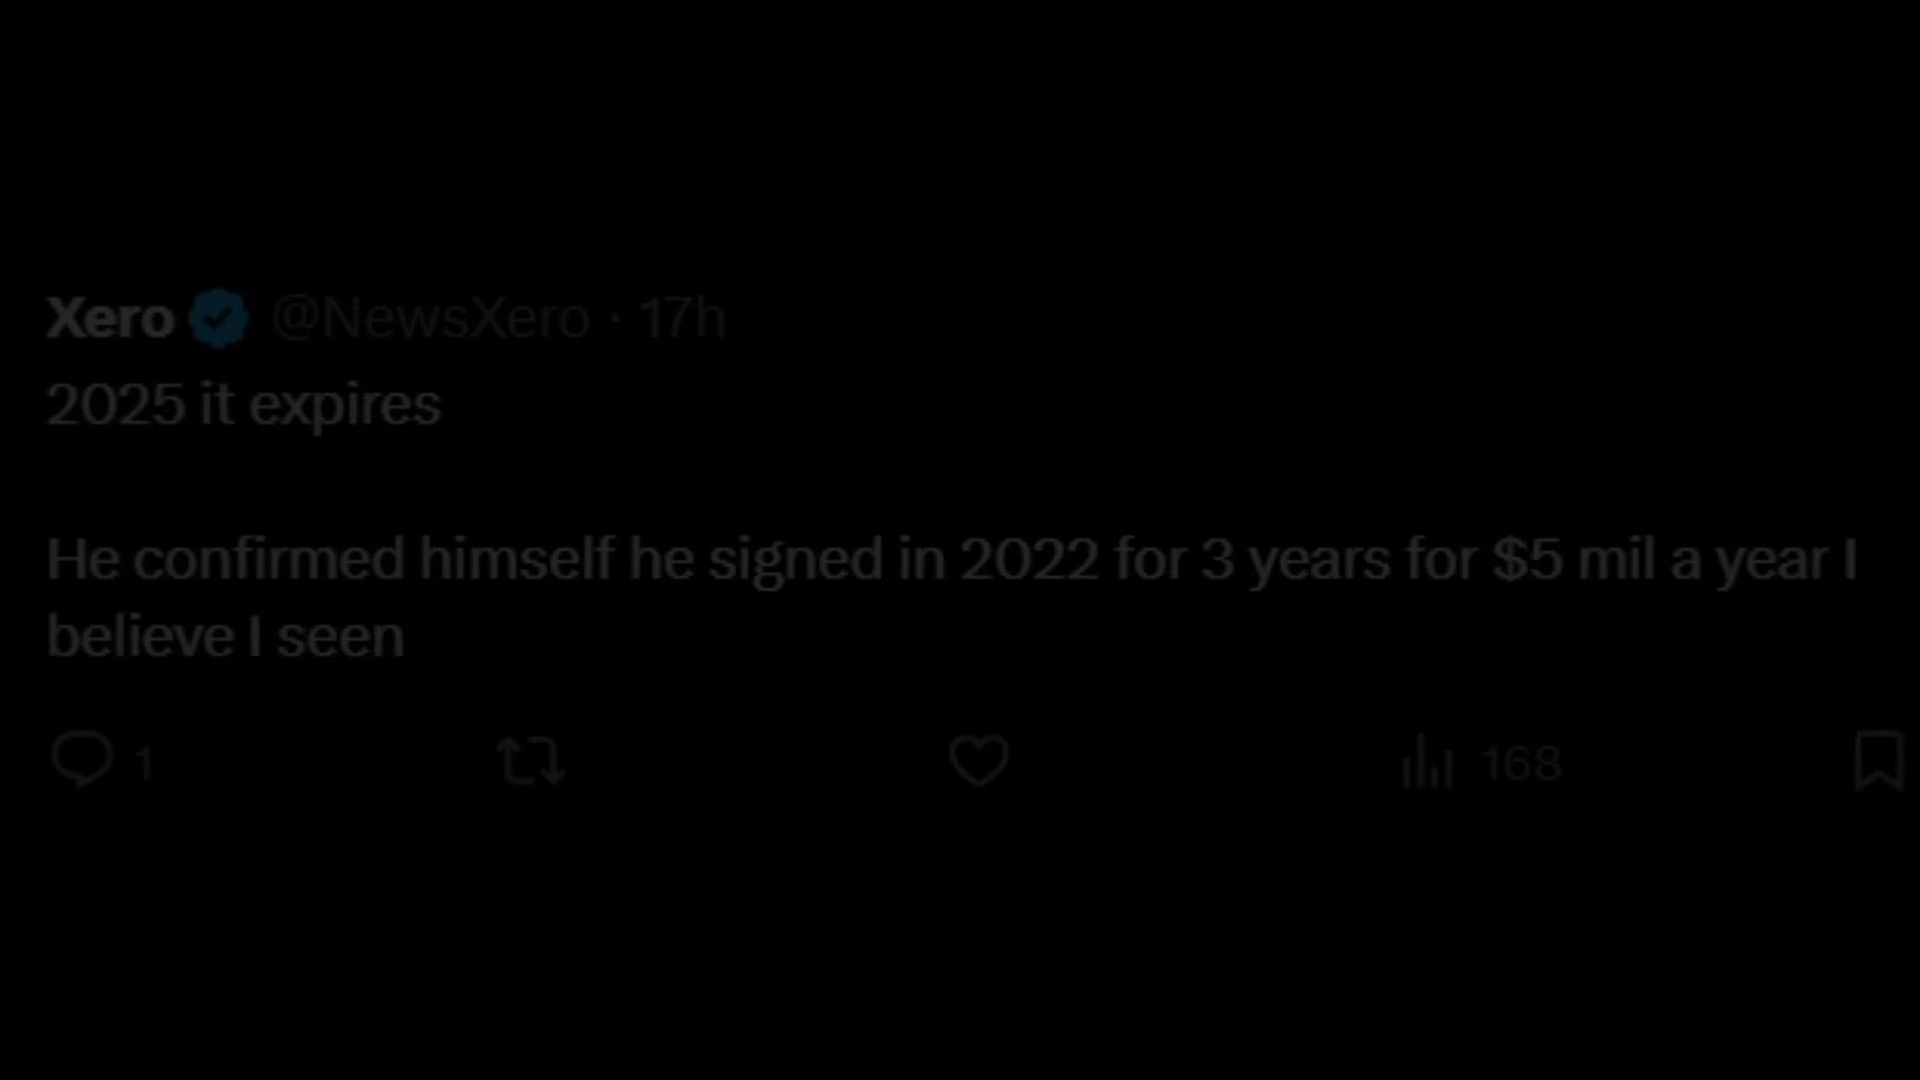 Xero @NewsXero · 17h
2025 it expires
He confirmed himself he signed in 2022 for 3 years for $5 mil a year I
believe I seen
1 168